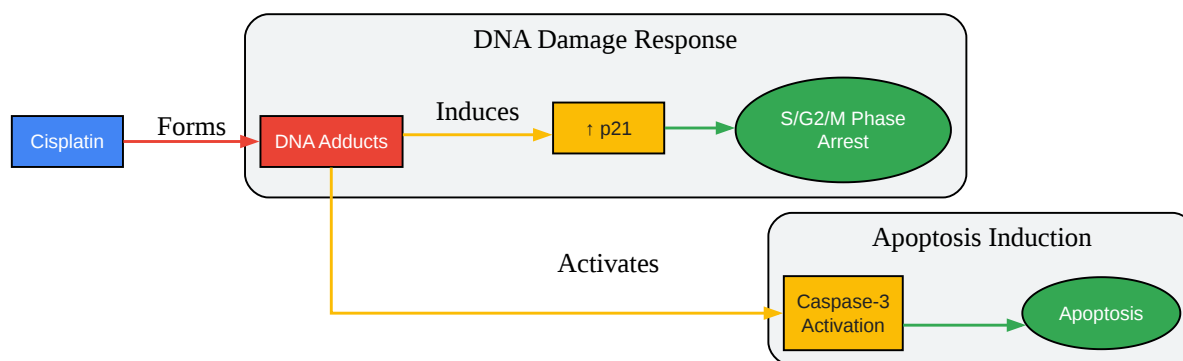 DNA Damage Response
Cisplatin
Forms
DNA Adducts
Induces
↑ p21
S/G2/M Phase
Arrest
Activates
Apoptosis Induction
Caspase-3
Activation
Apoptosis